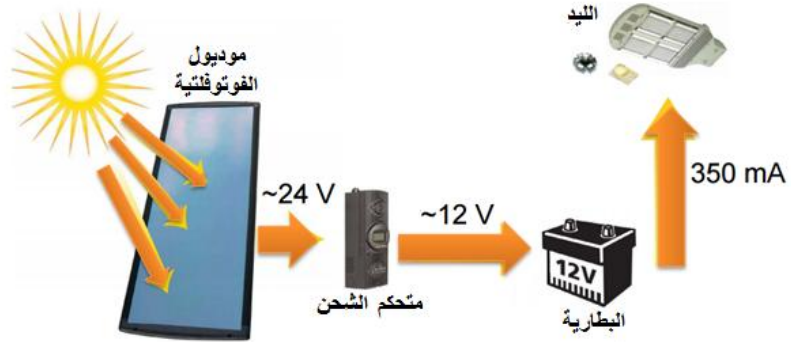 الليد
موديول
الفوتوفلتية
~24 V
متحكم الشحن
~12 V
12V
البطارية
350 mA